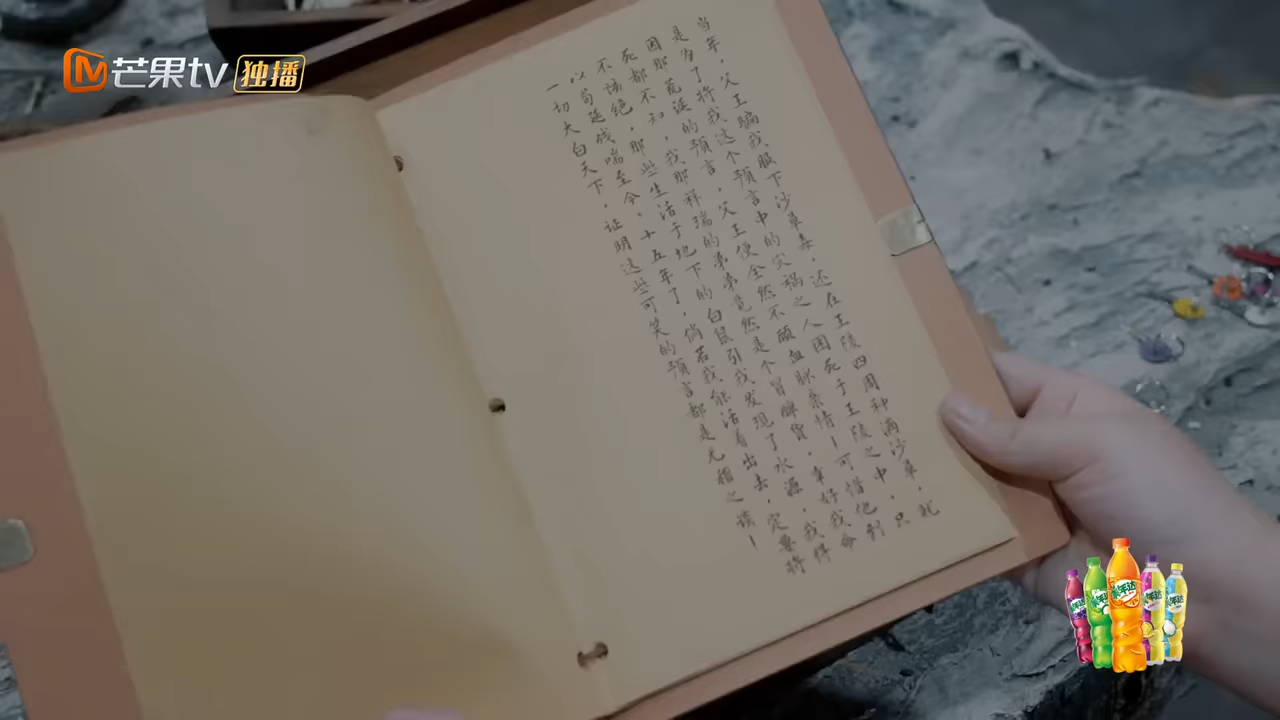 芒果tv 独播
当年，父王骗我服下沙草毒，还在王陵四周种满沙草，就
是为了将我这个预言中的灾祸之人困死于王陵之中。只
因那荒谬的预言，父王便全然不顾血脉亲情！可惜他到
死都不知，我那祥瑞的弟弟竟然是个冒牌货。幸好我命
不该绝，那些生活于地下的白鼠引我发现了水源，我得
以苟延残喘至今。十五年了，倘若我能活着出去，定要将
一切大白天下，证明这些可笑的预言都是无稽之谈！
美年达